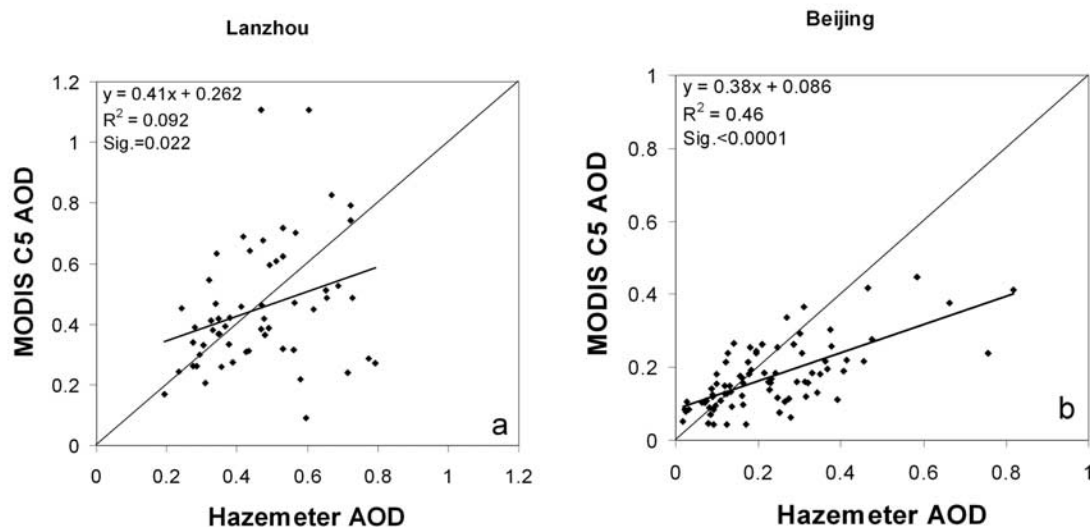 Lanzhou
1.2
y = 0.41x + 0.262
R² = 0.092
Sig.=0.022
1
0.8
0.6
0.4
0.2
0
MODIS C5 AOD
a
0 0.2 0.4 0.6 0.8 1 1.2
Hazemeter AOD
Beijing
1
y = 0.38x + 0.086
R² = 0.46
Sig.<0.0001
0.8
0.6
0.4
0.2
0
MODIS C5 AOD
b
0 0.2 0.4 0.6 0.8 1
Hazemeter AOD